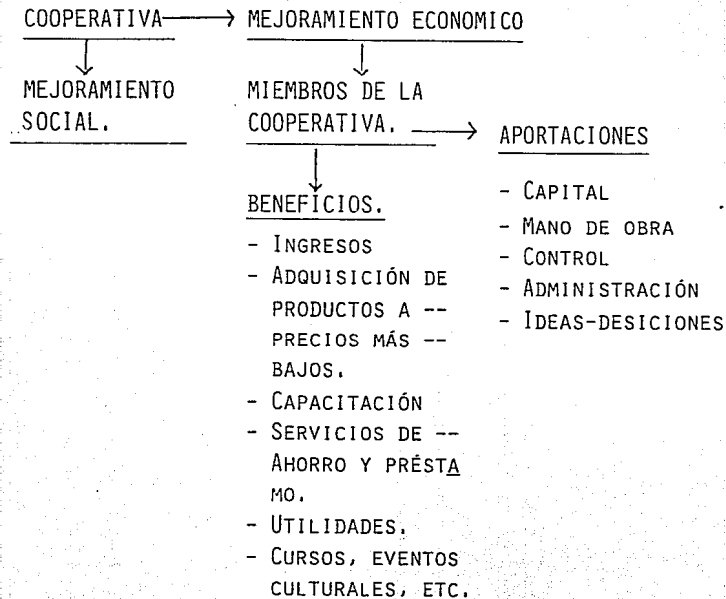 COOPERATIVA → MEJORAMIENTO ECONOMICO
MEJORAMIENTO
SOCIAL.
MIEMBROS DE LA
COOPERATIVA. → APORTACIONES
- CAPITAL
- MANO DE OBRA
- CONTROL
- ADMINISTRACIÓN
- IDEAS-DESICIONES
BENEFICIOS.
- INGRESOS
- ADQUISICIÓN DE
PRODUCTOS A --
PRECIOS MÁS --
BAJOS.
- CAPACITACIÓN
- SERVICIOS DE --
AHORRO Y PRÉSTA
MO.
- UTILIDADES.
- CURSOS, EVENTOS
CULTURALES, ETC.